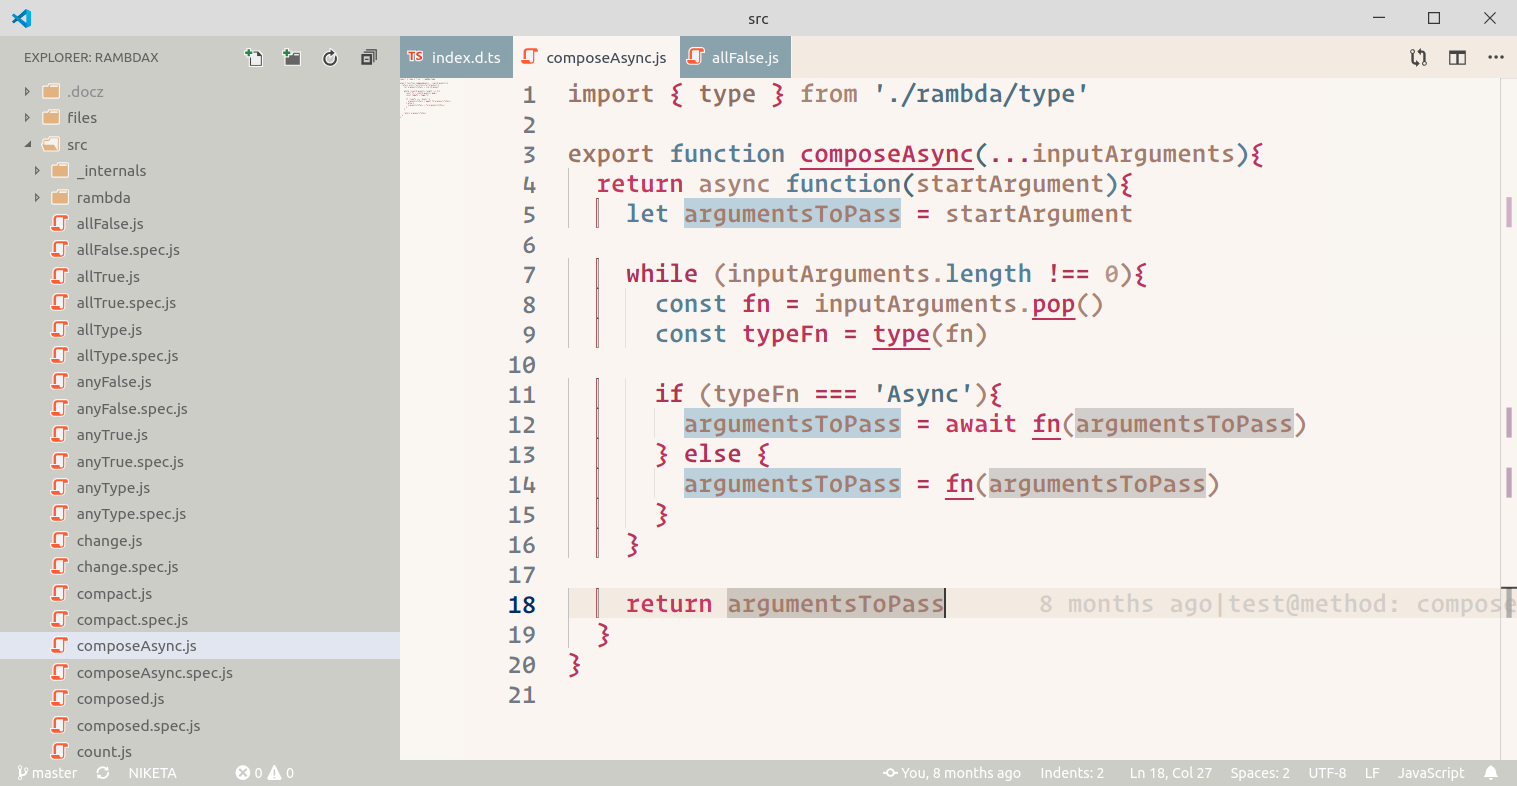 src
EXPLORER: RAMBDAX
.docz
files
src
_internals
rambda
allFalse.js
allFalse.spec.js
allTrue.js
allTrue.spec.js
allType.js
allType.spec.js
anyFalse.js
anyFalse.spec.js
anyTrue.js
anyTrue.spec.js
anyType.js
anyType.spec.js
change.js
change.spec.js
compact.js
compact.spec.js
composeAsync.js
composeAsync.spec.js
composed.js
composed.spec.js
count.js
TS index.d.ts composeAsync.js allFalse.js
1 import { type } from './rambda/type'
2
3 export function composeAsync(...inputArguments){
4   return async function(startArgument){
5     let argumentsToPass = startArgument
6
7     while (inputArguments.length !== 0){
8       const fn = inputArguments.pop()
9       const typeFn = type(fn)
10
11       if (typeFn === 'Async'){
12         argumentsToPass = await fn(argumentsToPass)
13       } else {
14         argumentsToPass = fn(argumentsToPass)
15       }
16     }
17
18     return argumentsToPass 8 months ago|test@method: compose
19   }
20 }
21
master NIKETA 0 0 You, 8 months ago Indents: 2 Ln 18, Col 27 Spaces: 2 UTF-8 LF JavaScript